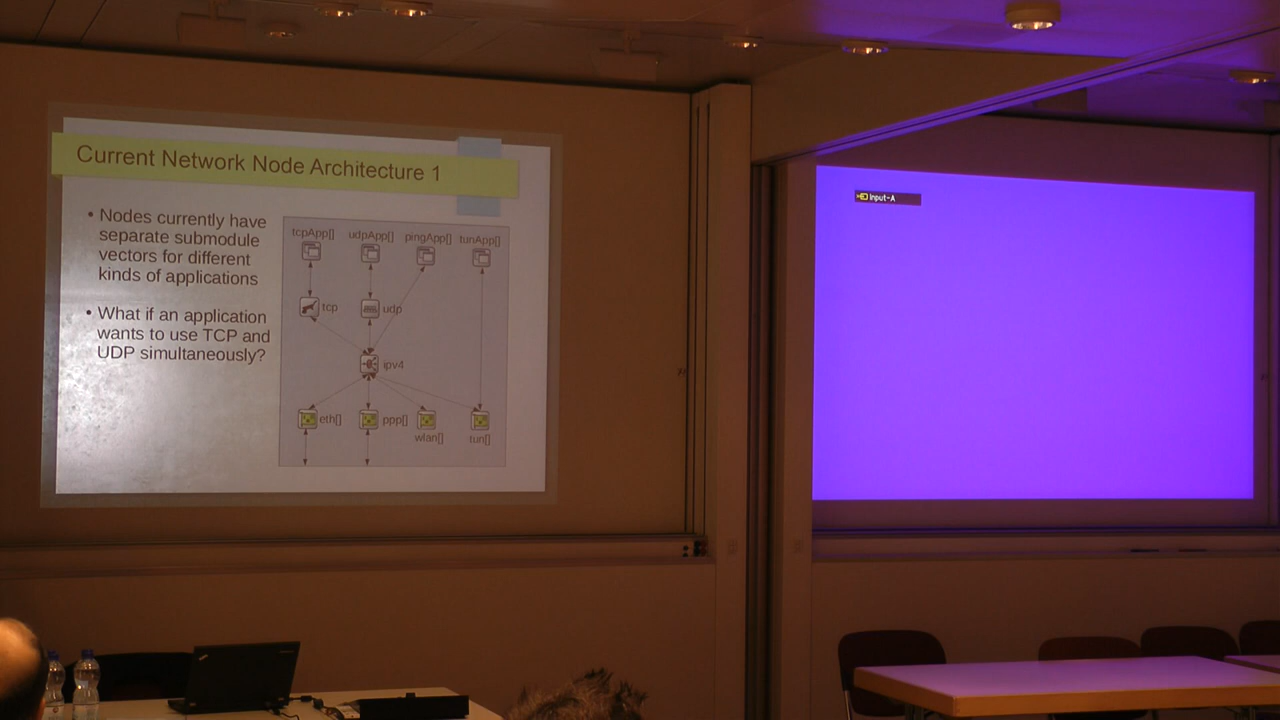 Current Network Node Architecture 1
• Nodes currently have
separate submodule
vectors for different
kinds of applications
• What if an application
wants to use TCP and
UDP simultaneously?
tcpApp[] udpApp[] pingApp[] tunApp[]
tcp udp
ipv4
eth[] ppp[] wlan[] tun[]
Input-A